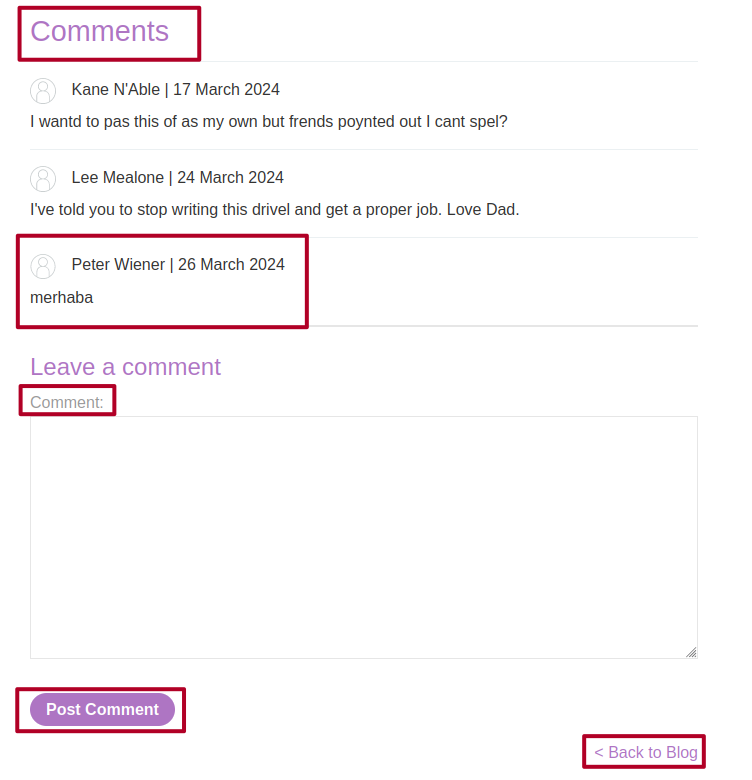 Comments
Kane N'Able | 17 March 2024
I wantd to pas this of as my own but frends poynted out I cant spel?
Lee Mealone | 24 March 2024
I've told you to stop writing this drivel and get a proper job. Love Dad.
Peter Wiener | 26 March 2024
merhaba
Leave a comment
Comment:
Post Comment
< Back to Blog